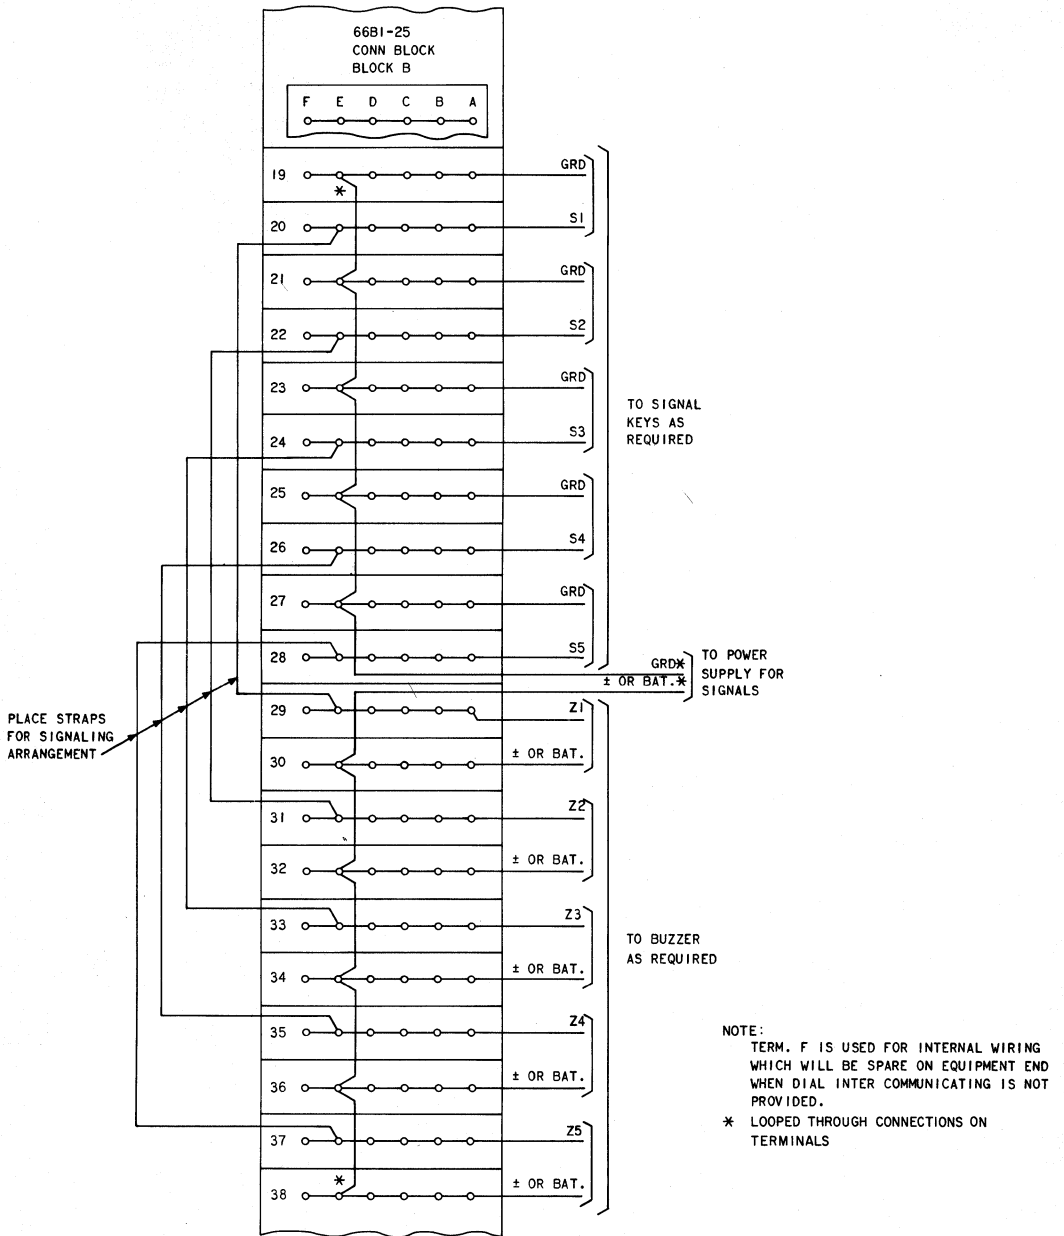 66B1-25
CONN BLOCK
BLOCK B
F E D C B A
19 * GRD
20 S1
21 GRD
22 S2
23 GRD
24 S3
25 GRD
26 S4
27 GRD
28 S5
TO SIGNAL
KEYS AS
REQUIRED
GRD*
± OR BAT.*
TO POWER
SUPPLY FOR
SIGNALS
PLACE STRAPS
FOR SIGNALING
ARRANGEMENT
29 Z1
30 ± OR BAT.
31 Z2
32 ± OR BAT.
33 Z3
34 ± OR BAT.
35 Z4
36 ± OR BAT.
37 Z5
38 * ± OR BAT.
TO BUZZER
AS REQUIRED
NOTE:
TERM. F IS USED FOR INTERNAL WIRING
WHICH WILL BE SPARE ON EQUIPMENT END
WHEN DIAL INTER COMMUNICATING IS NOT
PROVIDED.
* LOOPED THROUGH CONNECTIONS ON
TERMINALS